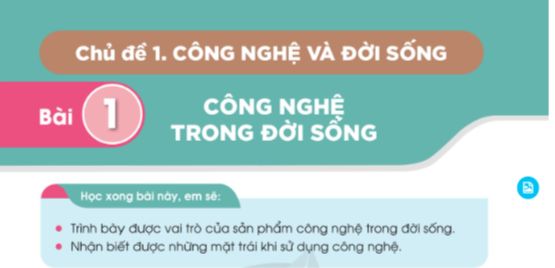 Chủ đề 1. CÔNG NGHỆ VÀ ĐỜI SỐNG
Bài 1
CÔNG NGHỆ
TRONG ĐỜI SỐNG
Học xong bài này, em sẽ:
• Trình bày được vai trò của sản phẩm công nghệ trong đời sống.
• Nhận biết được những mặt trái khi sử dụng công nghệ.